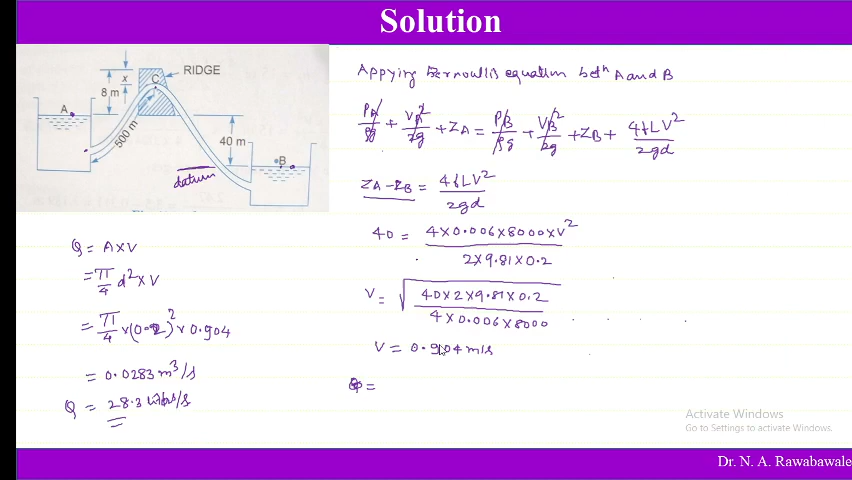 Solution
RIDGE
x
C
8 m
A
500 m
40 m
B
datum
Applying Bernoulli's equation betn A and B
PA/ρg + VA²/2g + ZA = PB/ρg + VB²/2g + ZB + 4fLV²/2gd
ZA - ZB = 4fLV²/2gd
40 = 4×0.006×8000×V²/2×9.81×0.2
V = √40×2×9.81×0.2/4×0.006×8000
V = 0.904 m/s
Q =
Q = A×V
= π/4 d² × V
= π/4 × (0.2)² × 0.904
= 0.0283 m³/s
Q = 28.3
Activate Windows
Go to Settings to activate Windows.
Dr. N. A. Rawabawale